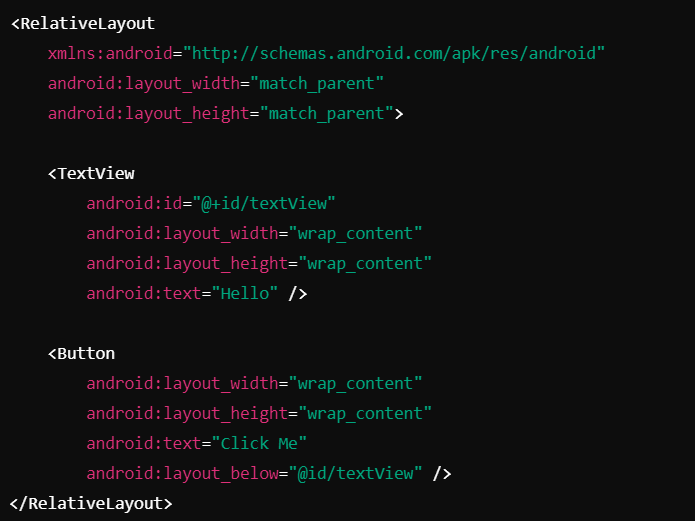 <RelativeLayout
    xmlns:android="http://schemas.android.com/apk/res/android"
    android:layout_width="match_parent"
    android:layout_height="match_parent">

    <TextView
        android:id="@+id/textView"
        android:layout_width="wrap_content"
        android:layout_height="wrap_content"
        android:text="Hello" />

    <Button
        android:layout_width="wrap_content"
        android:layout_height="wrap_content"
        android:text="Click Me"
        android:layout_below="@id/textView" />
</RelativeLayout>